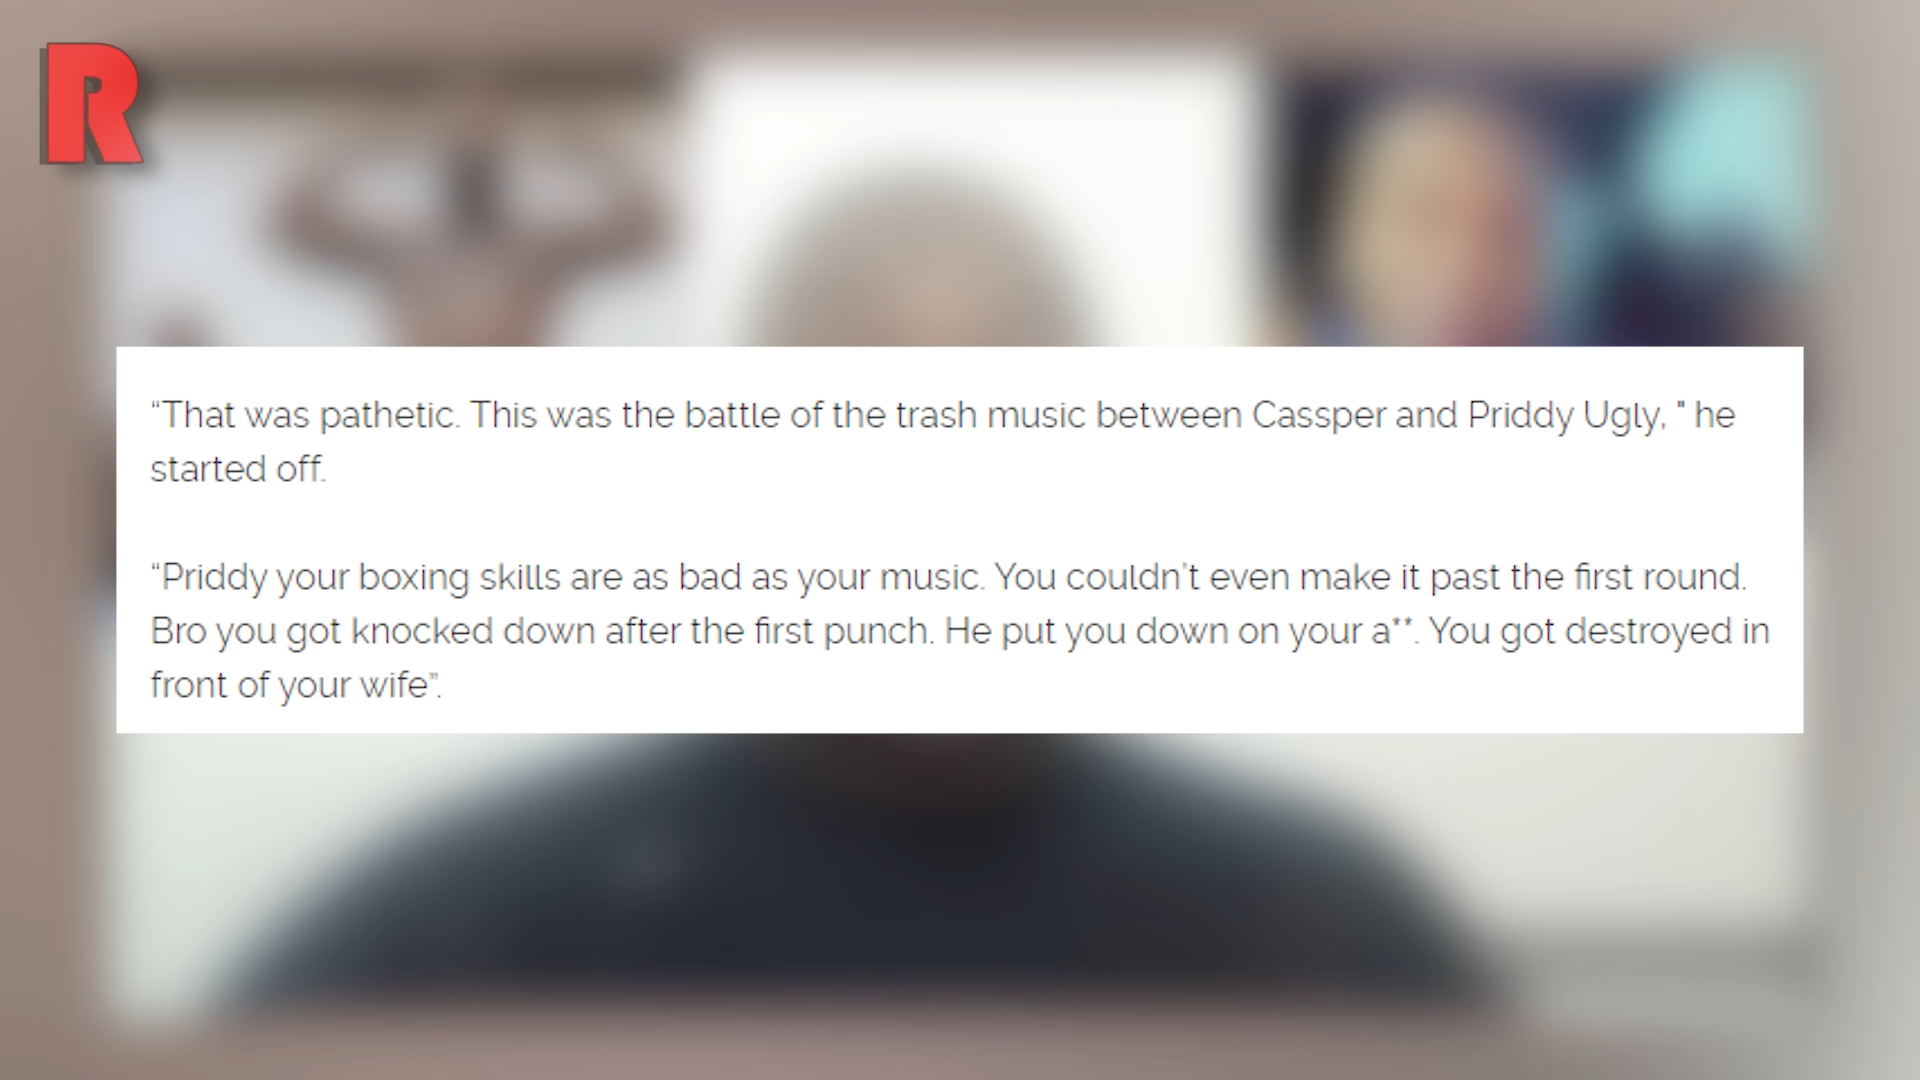 R
“That was pathetic. This was the battle of the trash music between Cassper and Priddy Ugly, " he
started off.
“Priddy your boxing skills are as bad as your music. You couldn’t even make it past the first round.
Bro you got knocked down after the first punch. He put you down on your a**. You got destroyed in
front of your wife”.